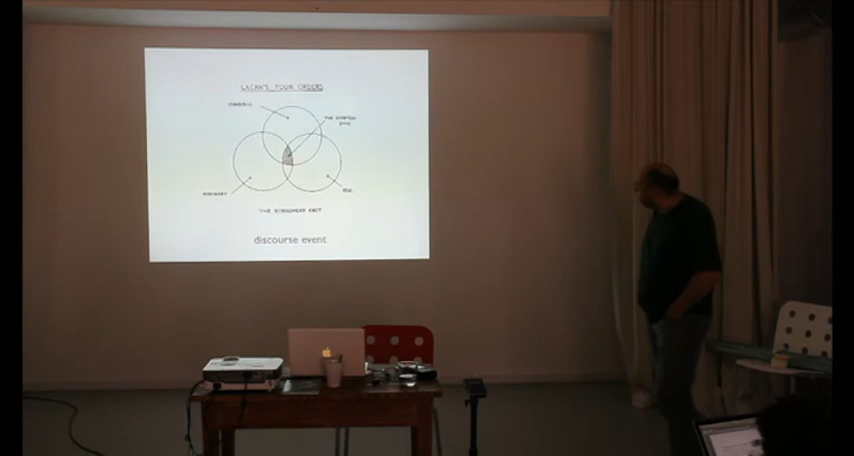 LACAN'S FOUR ORDERS
SYMBOLIC
THE SYMPTOM
IMAGINARY
REAL
THE BORROMEAN KNOT
discourse event